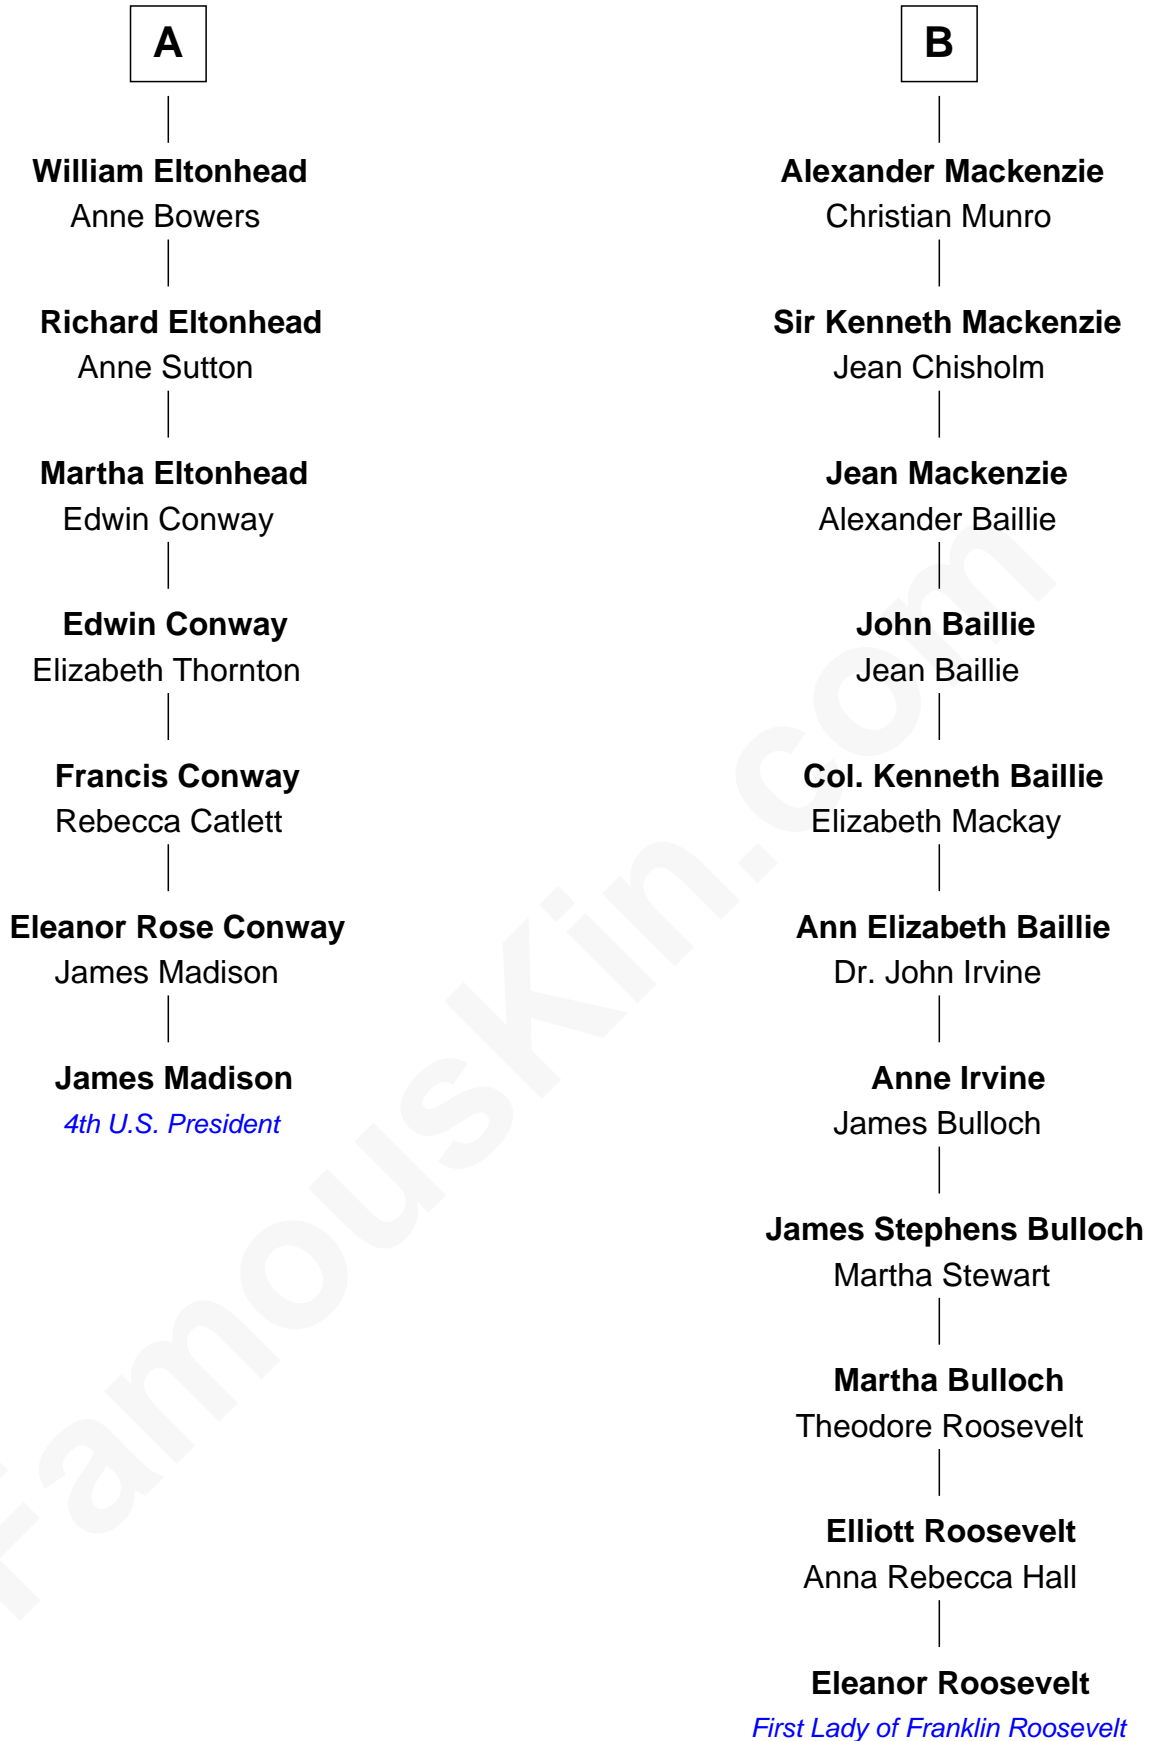 A
William Eltonhead
Anne Bowers
Richard Eltonhead
Anne Sutton
Martha Eltonhead
Edwin Conway
Edwin Conway
Elizabeth Thornton
Francis Conway
Rebecca Catlett
Eleanor Rose Conway
James Madison
James Madison
4th U.S. President
B
Alexander Mackenzie
Christian Munro
Sir Kenneth Mackenzie
Jean Chisholm
Jean Mackenzie
Alexander Baillie
John Baillie
Jean Baillie
Col. Kenneth Baillie
Elizabeth Mackay
Ann Elizabeth Baillie
Dr. John Irvine
Anne Irvine
James Bulloch
James Stephens Bulloch
Martha Stewart
Martha Bulloch
Theodore Roosevelt
Elliott Roosevelt
Anna Rebecca Hall
Eleanor Roosevelt
First Lady of Franklin Roosevelt
FamousKin.com